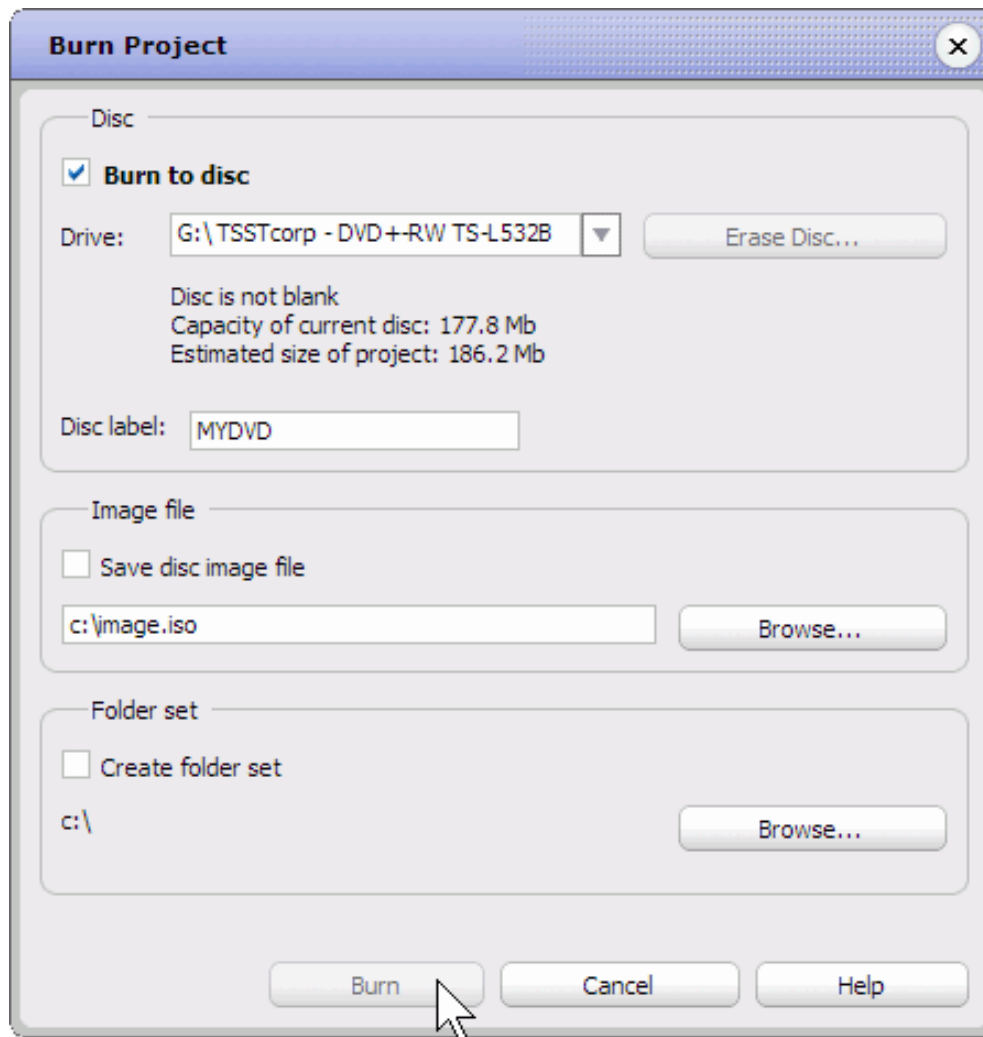 Burn Project
Disc
Burn to disc
Drive:
G:\TSSTcorp - DVD+-RW TS-L532B
Erase Disc...
Disc is not blank
Capacity of current disc: 177.8 Mb
Estimated size of project: 186.2 Mb
Disc label:
MYDVD
Image file
Save disc image file
c:\image.iso
Browse...
Folder set
Create folder set
c:\
Browse...
Burn
Cancel
Help